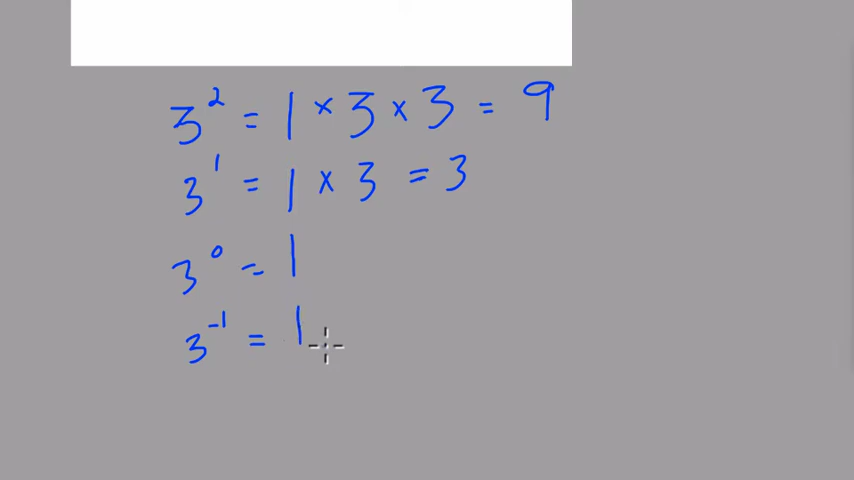 3² = 1 × 3 × 3 = 9
3¹ = 1 × 3 = 3
3⁰ = 1
3⁻¹ = 1